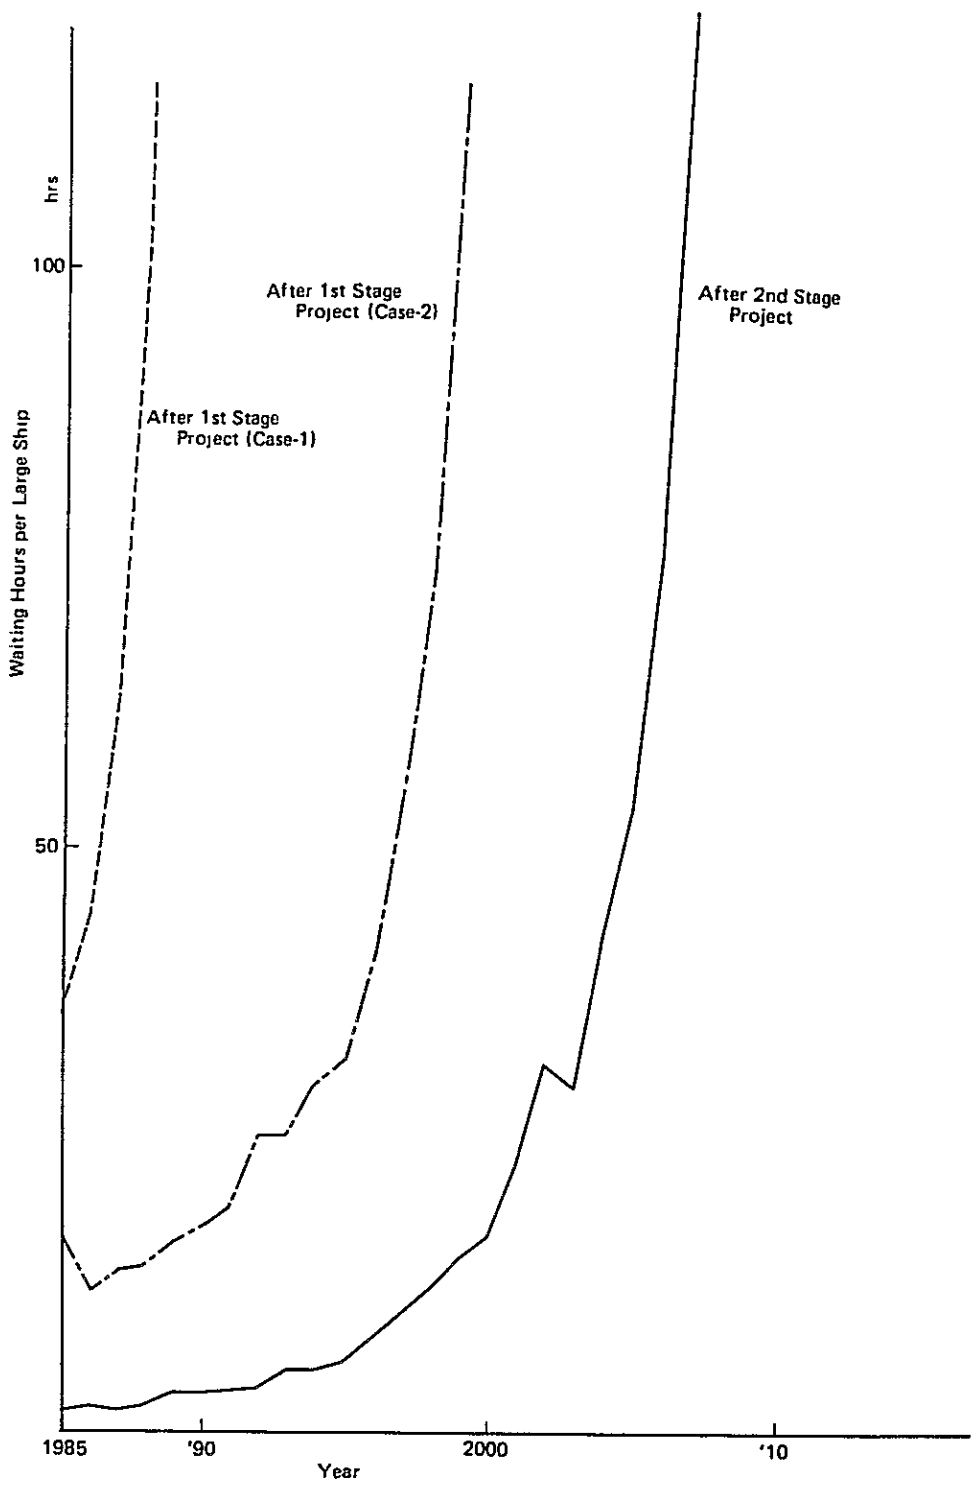 hrs
100
After 1st Stage
Project (Case-2)
After 2nd Stage
Project
After 1st Stage
Project (Case-1)
Waiting Hours per Large Ship
50
1985
'90
2000
'10
Year